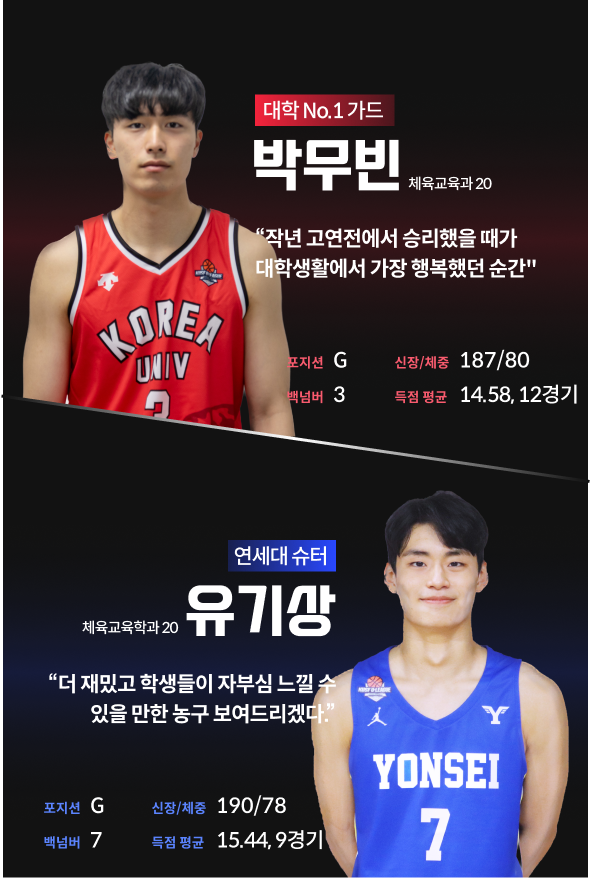 대학 No.1 가드
박무빈 체육교육과 20
“작년 고연전에서 승리했을 때가
대학생활에서 가장 행복했던 순간"
KOREA
UNIV
3
포지션 G 신장/체중 187/80
백넘버 3 득점 평균 14.58, 12경기
연세대 슈터
체육교육학과 20 유기상
“더 재밌고 학생들이 자부심 느낄 수
있을 만한 농구 보여드리겠다.”
YONSEI
7
포지션 G 신장/체중 190/78
백넘버 7 득점 평균 15.44, 9경기